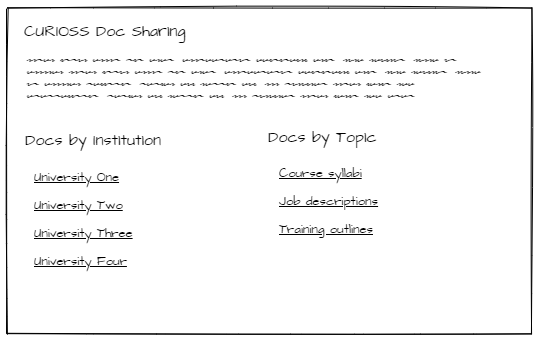 CURIOSS Doc Sharing
Docs by Institution
University One
University Two
University Three
University Four
Docs by Topic
Course syllabi
Job descriptions
Training outlines